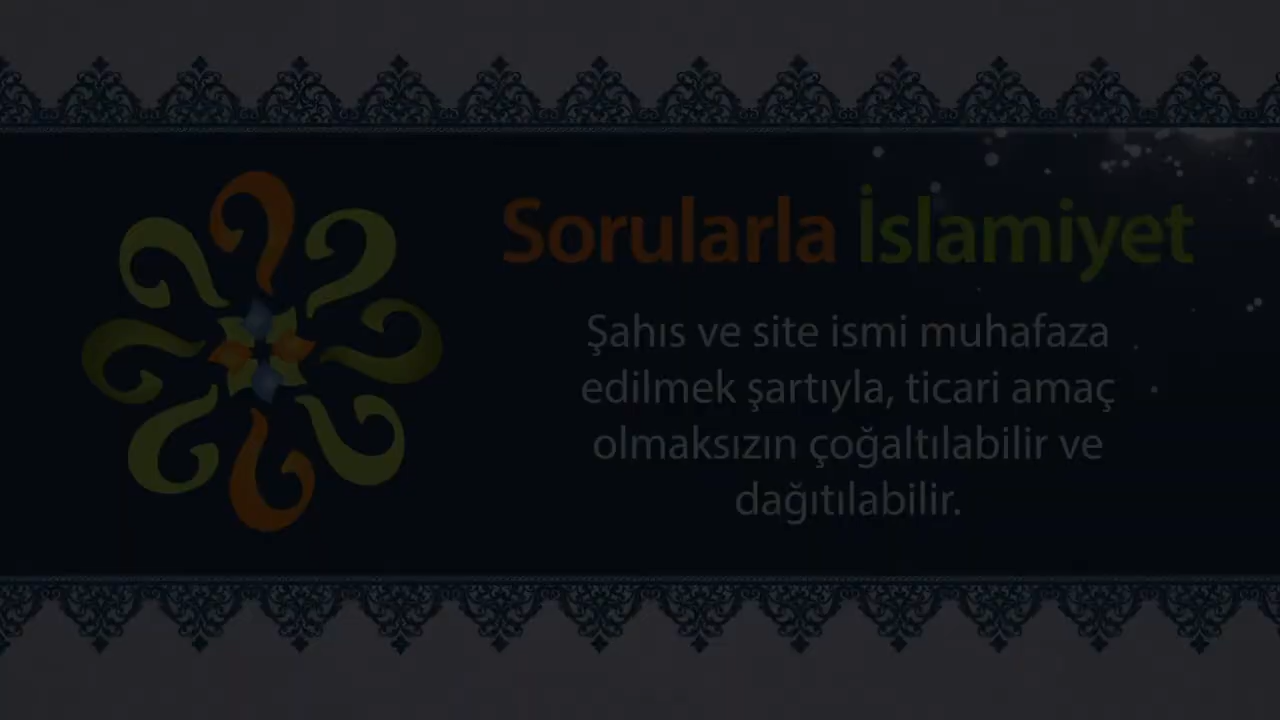 Sorularla İslamiyet
Şahıs ve site ismi muhafaza
edilmek şartıyla, ticari amaç
olmaksızın çoğaltılabilir ve
dağıtılabilir.